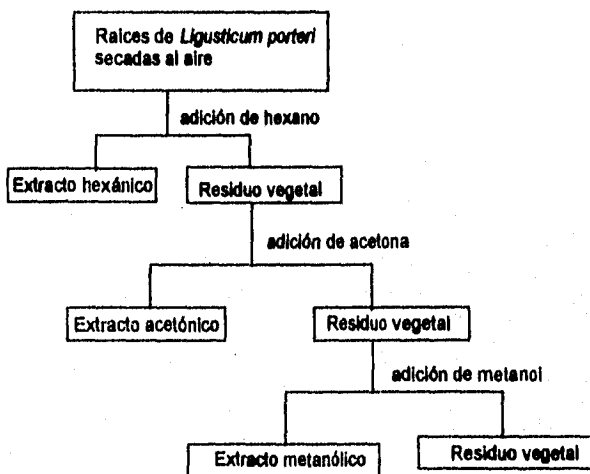 Raices de Ligusticum porteri
secadas al aire
adición de hexano
Extracto hexánico
Residuo vegetal
adición de acetona
Extracto acetónico
Residuo vegetal
adición de metanol
Extracto metanólico
Residuo vegetal